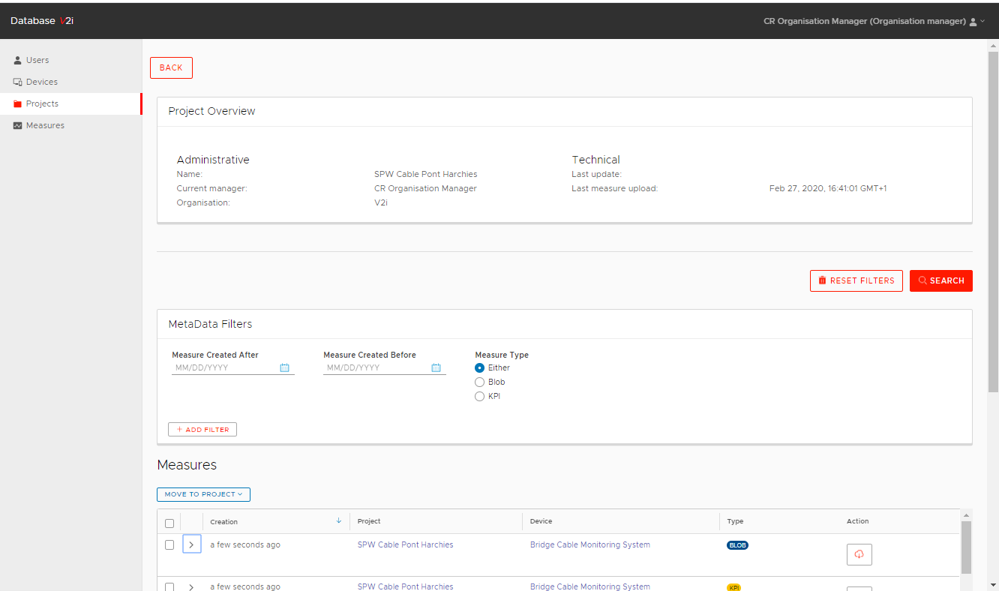 Database V2i
CR Organisation Manager (Organisation manager)
Users
Devices
Projects
Measures
BACK
Project Overview
Administrative
Name: SPW Cable Pont Harchies
Current manager: CR Organisation Manager
Organisation: V2i
Technical
Last update:
Last measure upload: Feb 27, 2020, 16:41:01 GMT+1
RESET FILTERS
SEARCH
MetaData Filters
Measure Created After
MM/DD/YYYY
Measure Created Before
MM/DD/YYYY
Measure Type
Either
Blob
KPI
+ ADD FILTER
Measures
MOVE TO PROJECT
Creation Project Device Type Action
a few seconds ago SPW Cable Pont Harchies Bridge Cable Monitoring System BLOB
a few seconds ago SPW Cable Pont Harchies Bridge Cable Monitoring System KPI